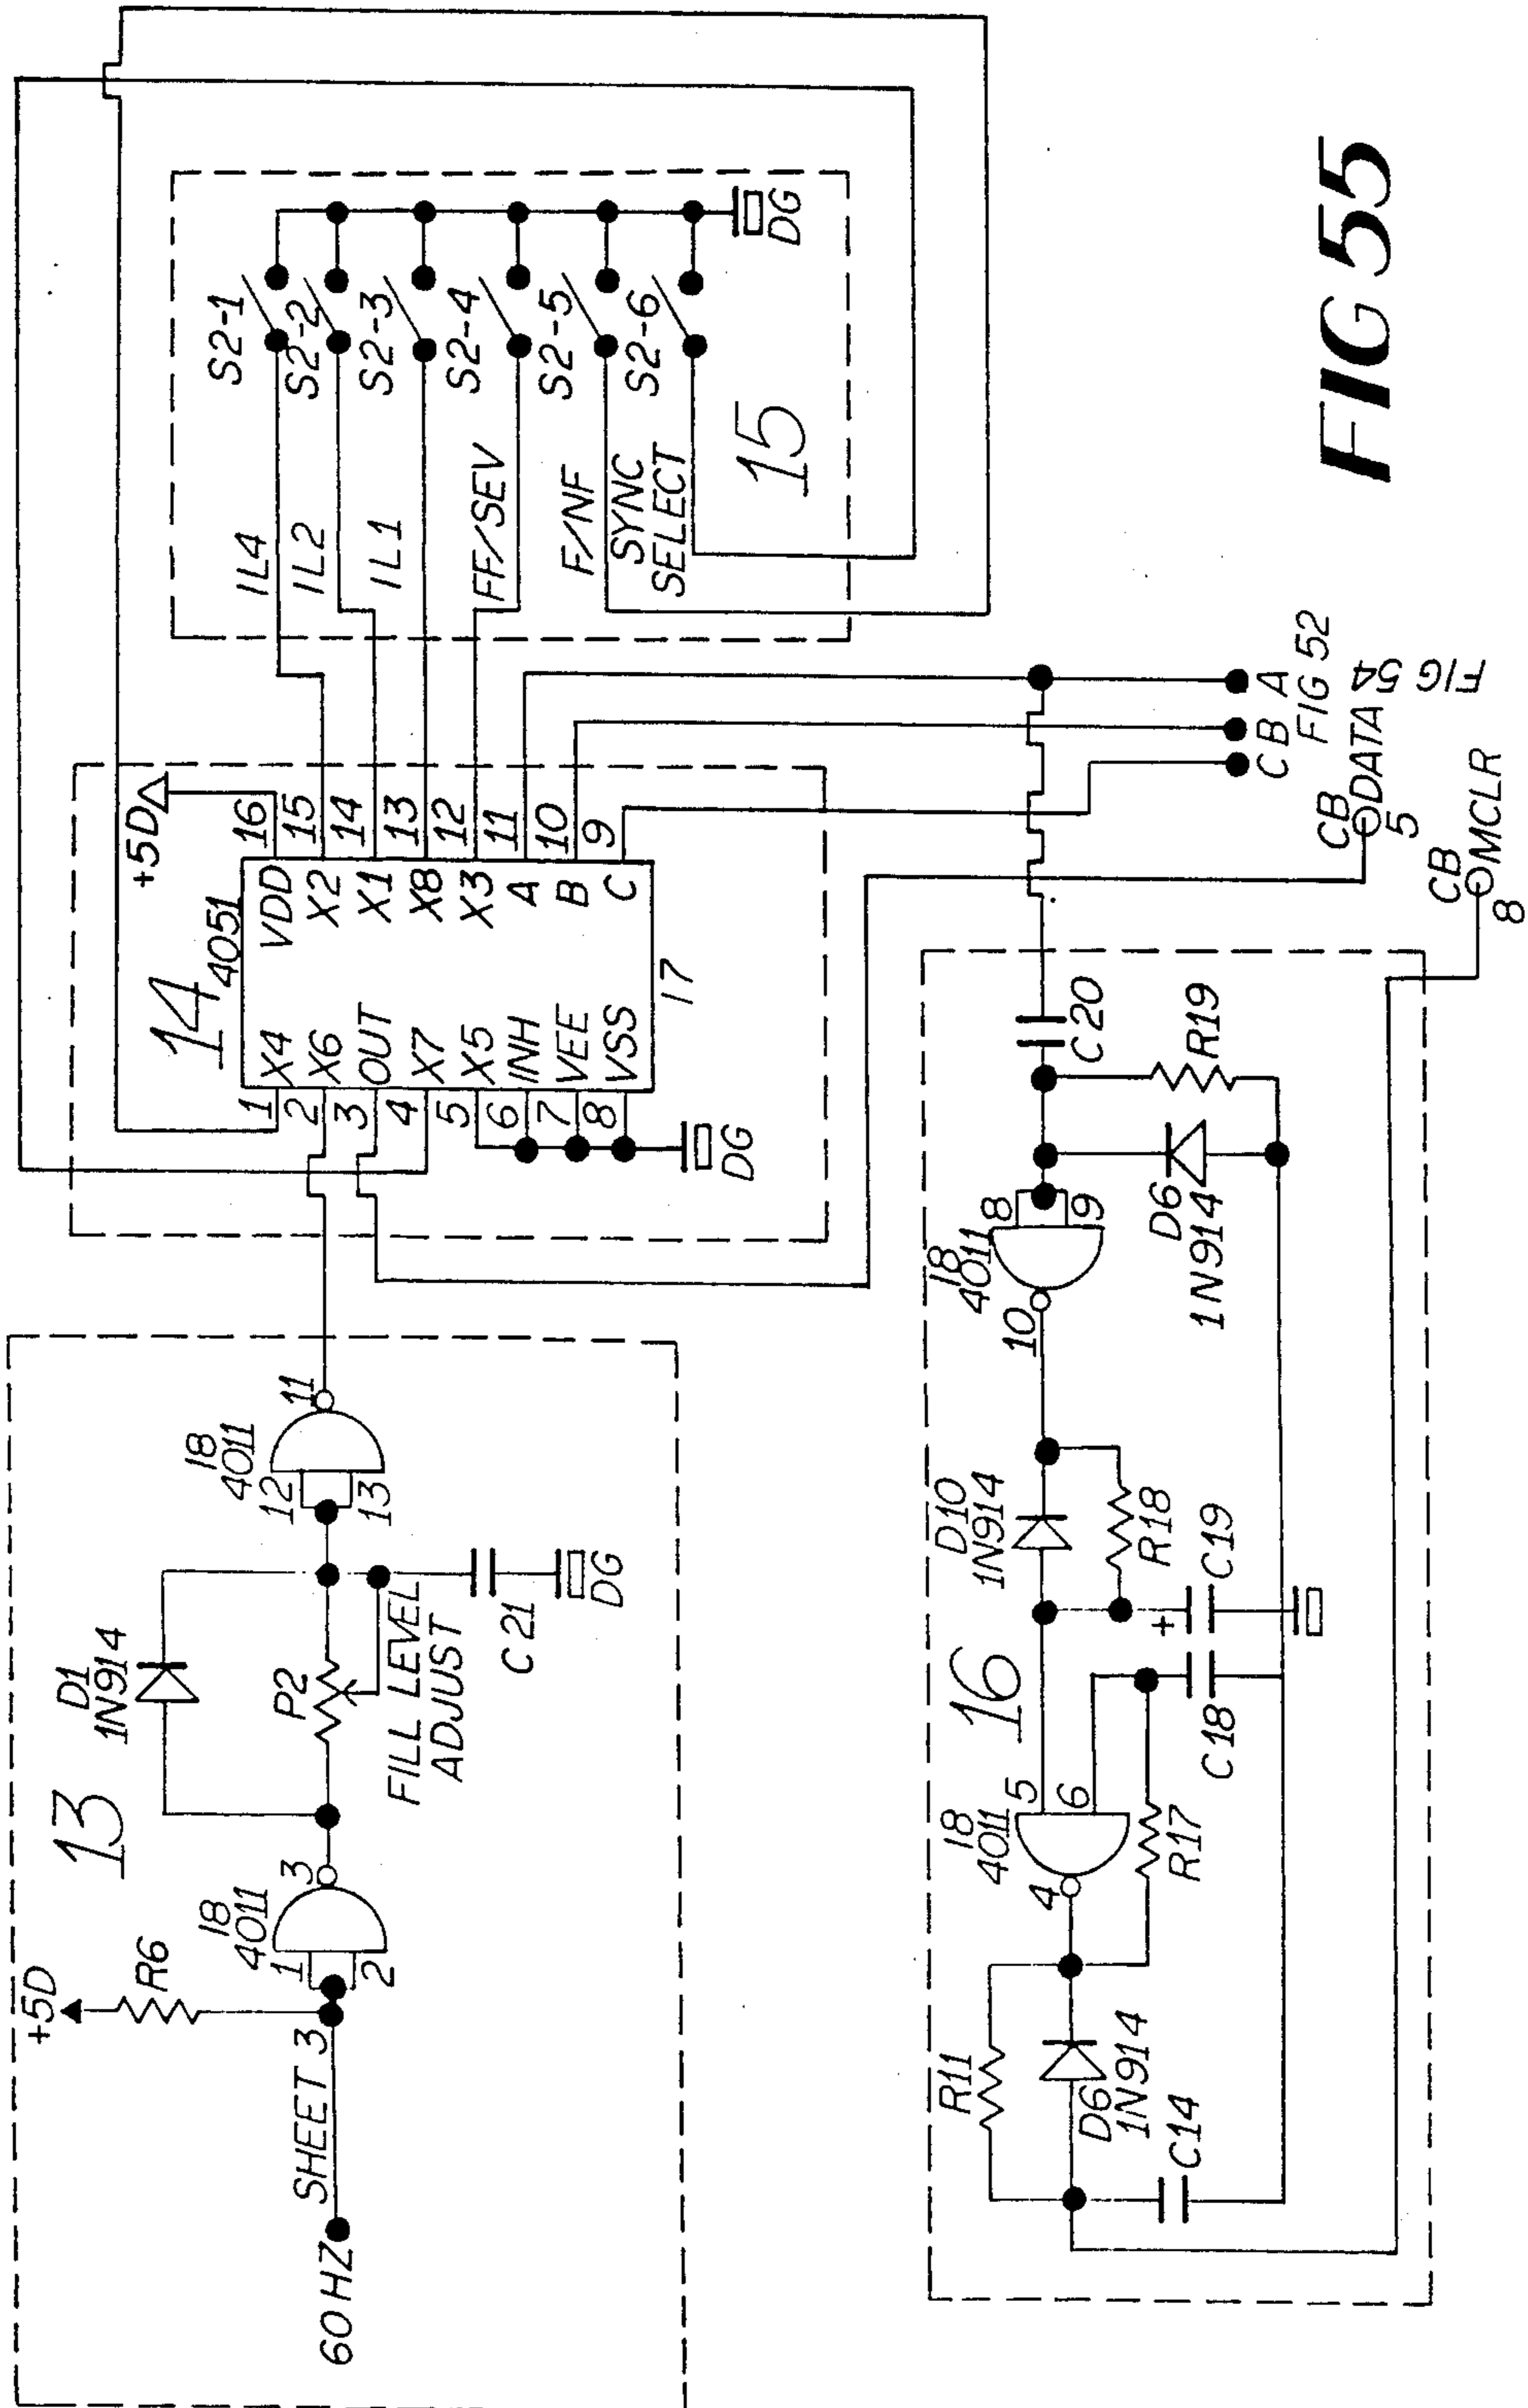 60 HZ
SHEET 3
+5D
R6
18
4011
1
2
3
13
D1
1N914
P2
FILL LEVEL
ADJUST
C21
DG
18
4011
12
13
11
14
4051
+5D
1 X4
2 X6
3 OUT
4 X7
5 X5
6 INH
7 VEE
8 VSS
VDD 16
X2 15
X1 14
X8 13
X3 12
A 11
B 10
C 9
17
DG
1L4
1L2
1L1
FF/SEV
F/NF
SYNC
SELECT
S2-1
S2-2
S2-3
S2-4
S2-5
S2-6
15
DG
C B A
FIG 52
CB
DATA
5
FIG 54
CB
MCLR
8
R11
D6
1N914
C14
18
4011
4
5
6
R17
C18
16
+
C19
D10
1N914
R18
18
4011
10
8
9
D6
1N914
C20
R19
FIG 55